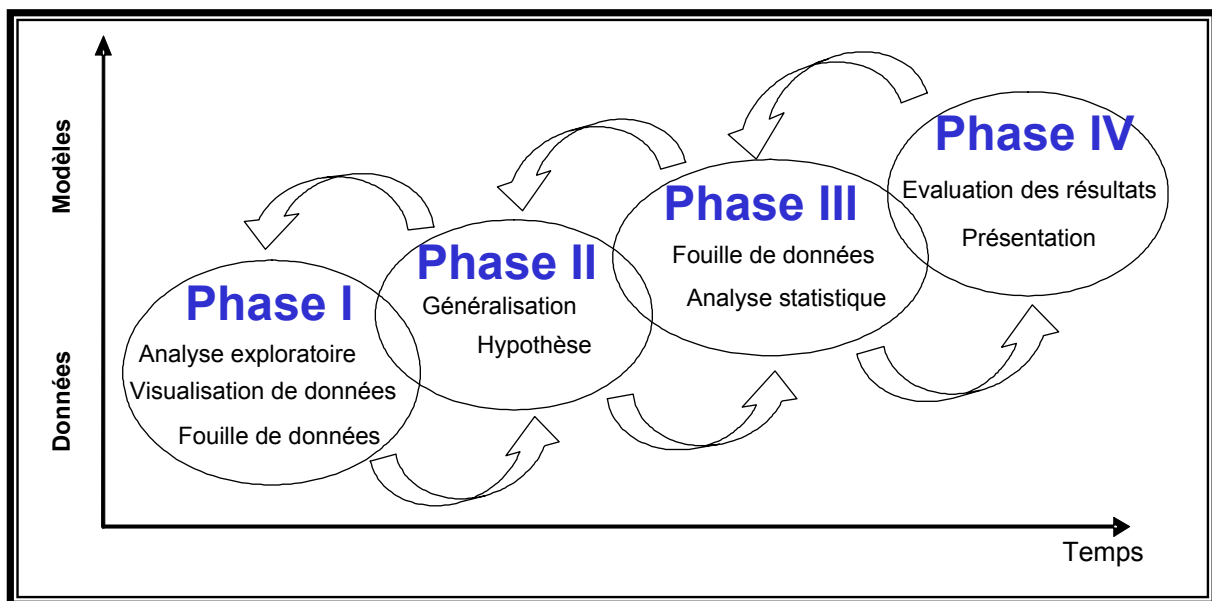 Modèles
Données
Phase I
Analyse exploratoire
Visualisation de données
Fouille de données
Phase II
Généralisation
Hypothèse
Phase III
Fouille de données
Analyse statistique
Phase IV
Evaluation des résultats
Présentation
Temps